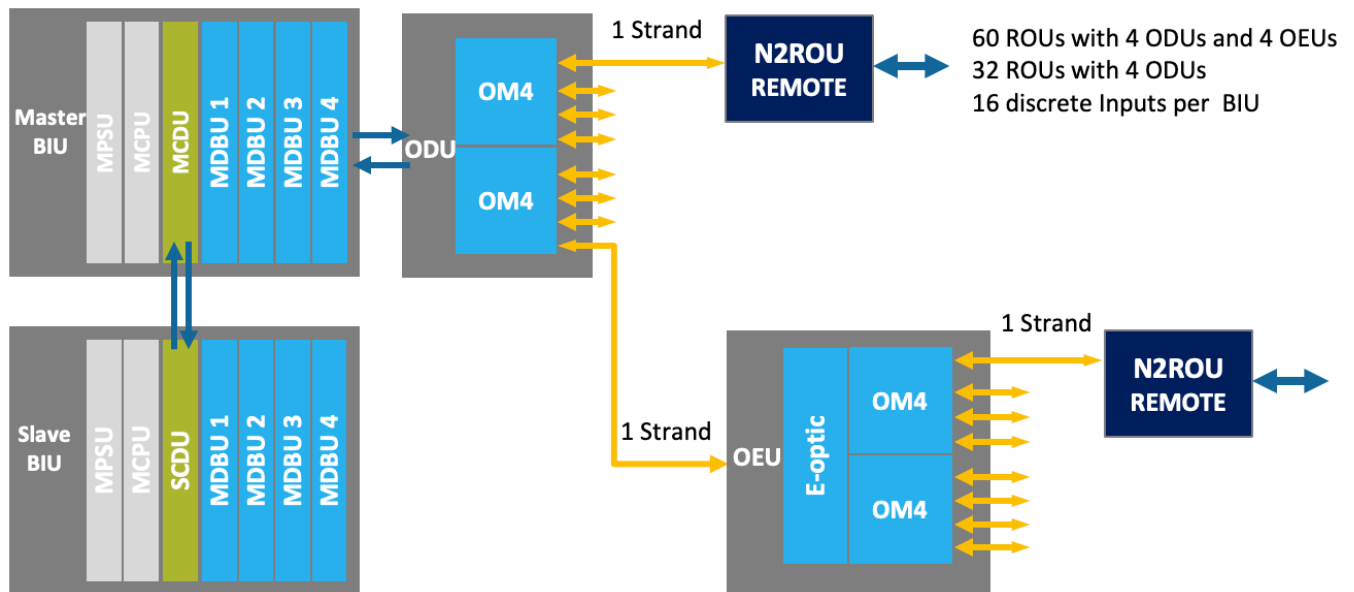 Master
BIU
MPSU
MCPU
MCDU
MDBU 1
MDBU 2
MDBU 3
MDBU 4
ODU
OM4
OM4
1 Strand
N2ROU
REMOTE
60 ROUs with 4 ODUs and 4 OEUs
32 ROUs with 4 ODUs
16 discrete Inputs per BIU
Slave
BIU
MPSU
MCPU
SCDU
MDBU 1
MDBU 2
MDBU 3
MDBU 4
1 Strand
OEU
E-optic
OM4
OM4
1 Strand
N2ROU
REMOTE